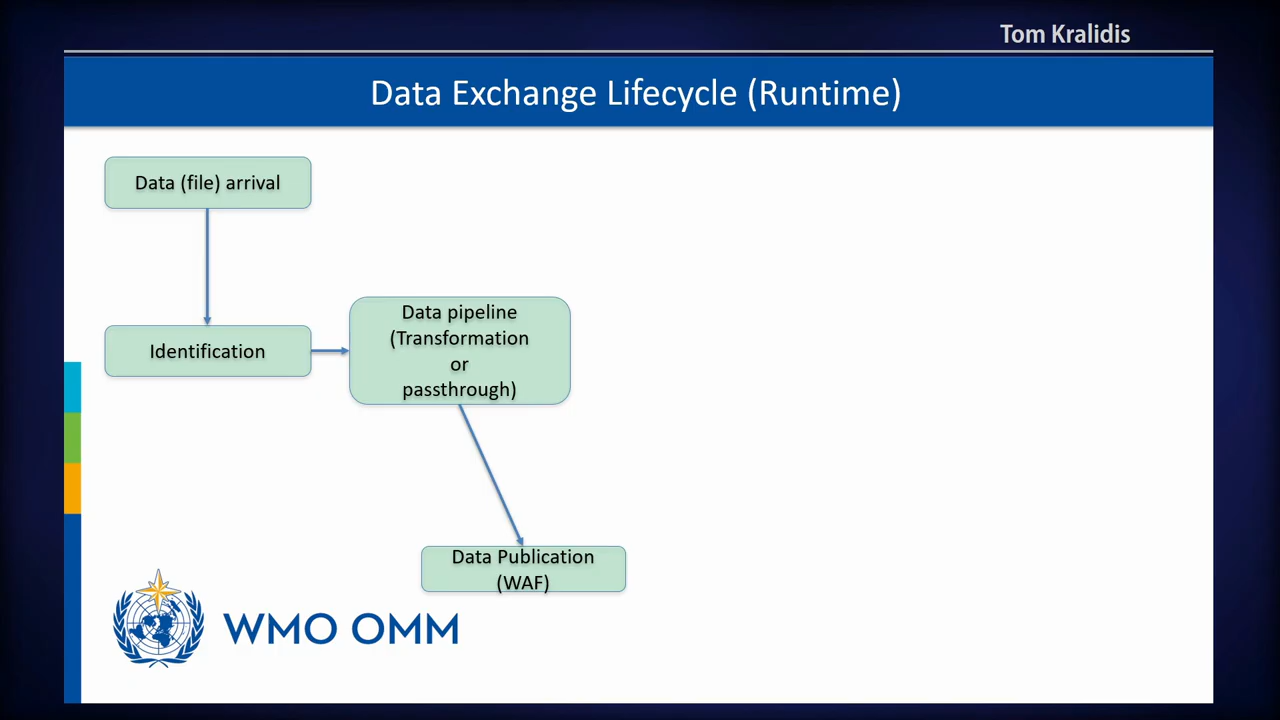 Tom Kralidis
Data Exchange Lifecycle (Runtime)
Data (file) arrival
Identification
Data pipeline
(Transformation
or
passthrough)
Data Publication
(WAF)
WMO OMM